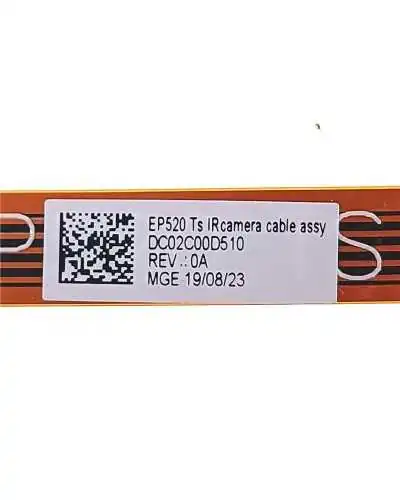 P
EP520 Ts IRcamera cable assy
DC02C00D510
REV .: 0A
MGE 19/08/23
S